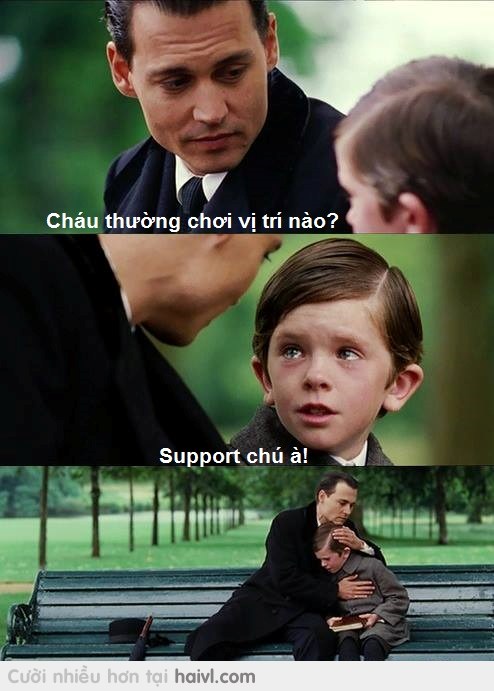 Cháu thường chơi vị trí nào?
Support chú à!
Cười nhiều hơn tại haivl.com